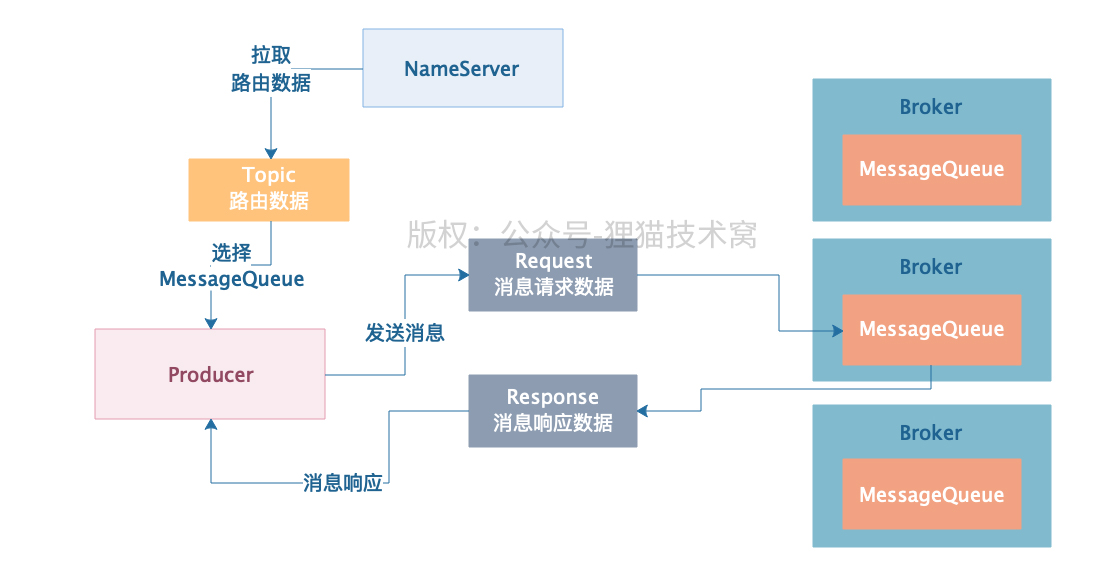 拉取
路由数据
NameServer
Topic
路由数据
选择
MessageQueue
Producer
发送消息
版权：公众号-狸猫技术窝
Request
消息请求数据
Response
消息响应数据
消息响应
Broker
MessageQueue
Broker
MessageQueue
Broker
MessageQueue